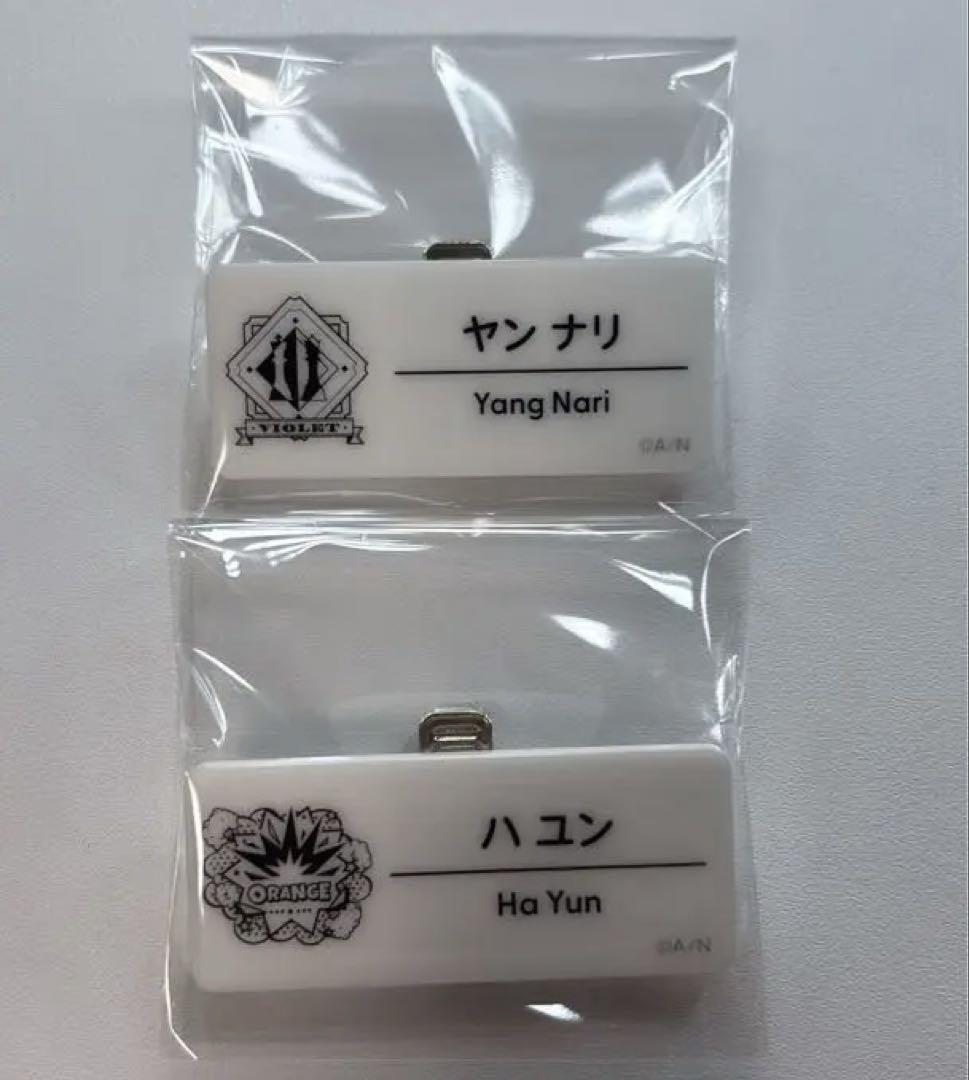 ヤン ナリ
Yang Nari
VIOLET
©A/N
ハ ユン
Ha Yun
ORANGE
©A/N